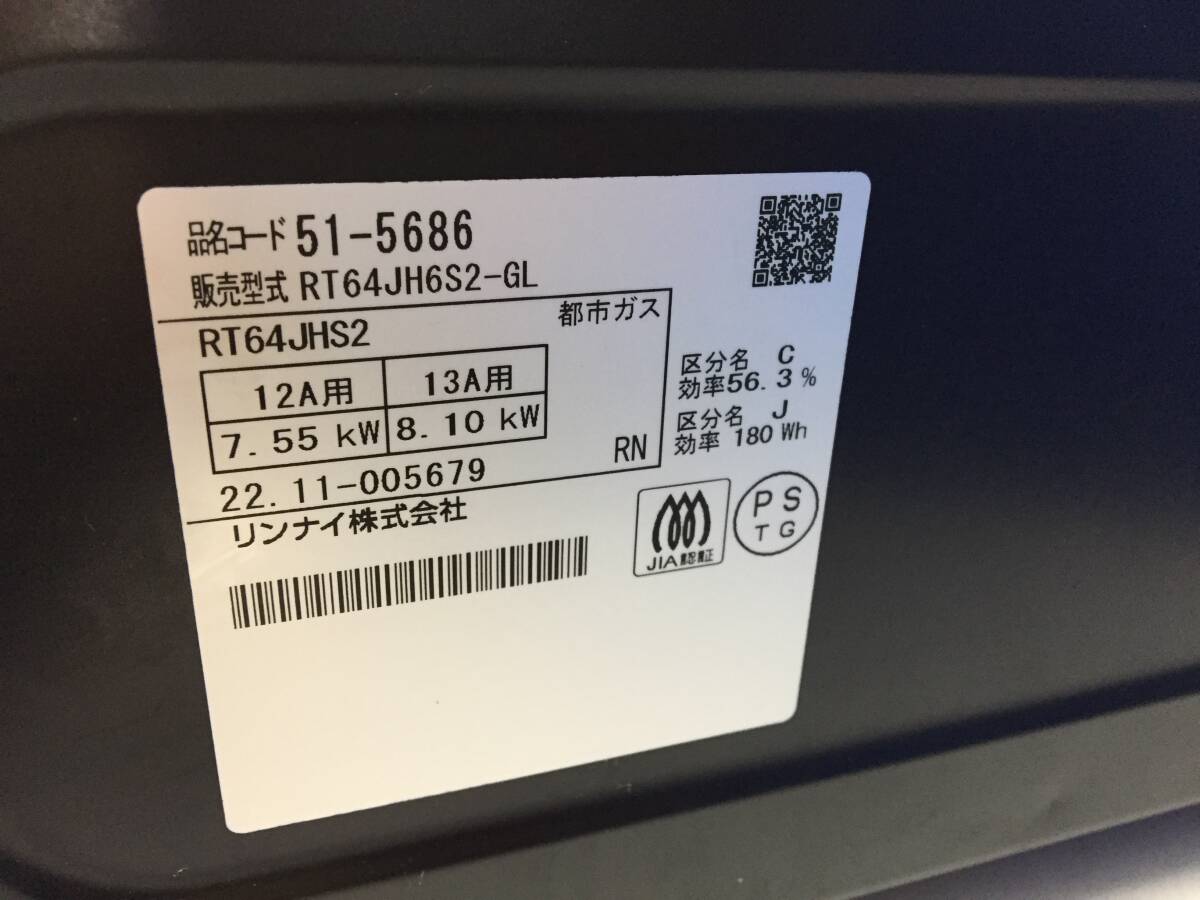 品名コード 51-5686
販売型式 RT64JH6S2-GL
都市ガス
RT64JHS2
12A用 13A用
7.55 kW 8.10 kW
RN
22.11-005679
リンナイ株式会社
区分名 C
効率56.3%
区分名 J
効率 180 Wh
JIA認証
PS
TG